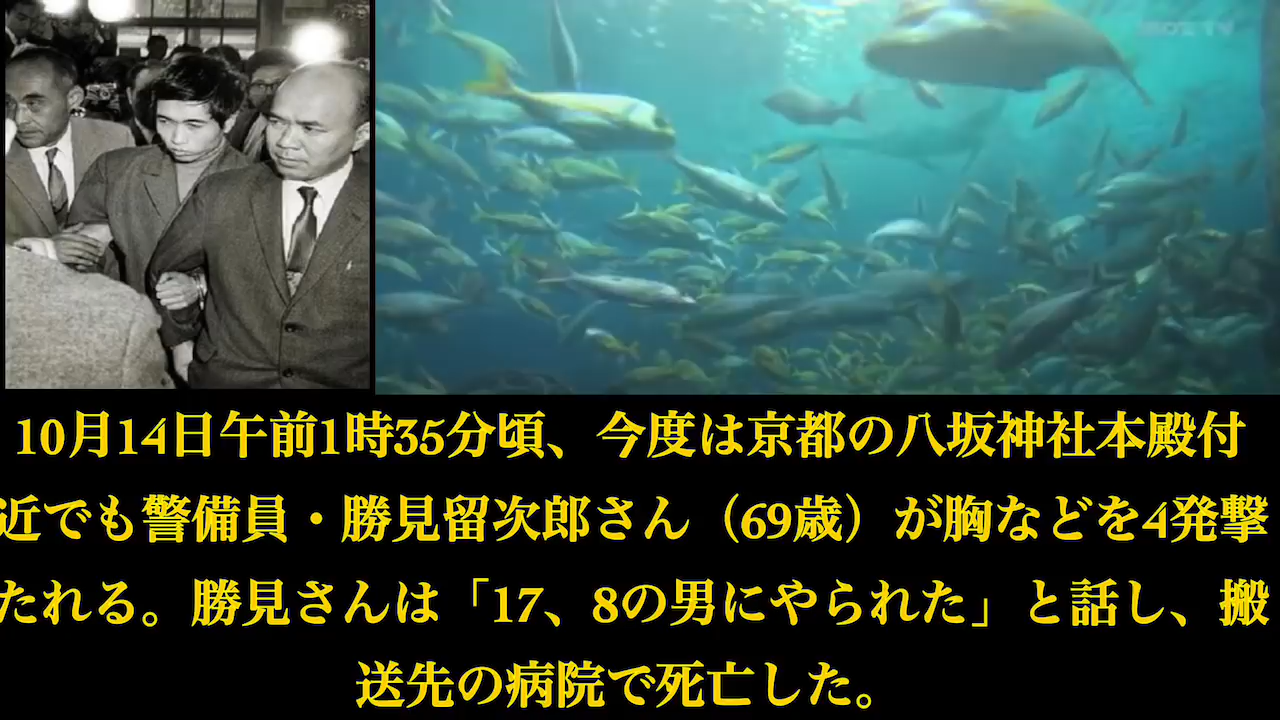 10月14日午前1時35分頃、今度は京都の八坂神社本殿付
近でも警備員・勝見留次郎さん（69歳）が胸などを4発撃
たれる。勝見さんは「17、8の男にやられた」と話し、搬
送先の病院で死亡した。